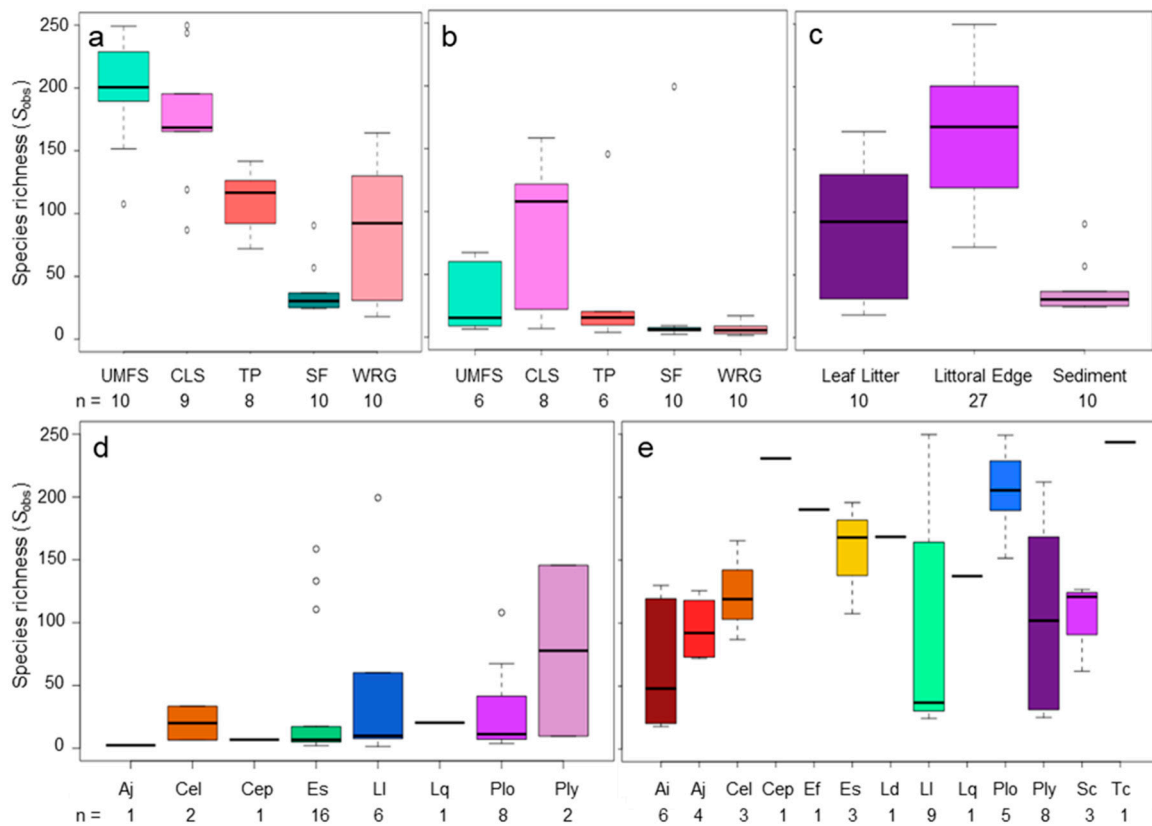 a b c
Species richness (Sobs)
250
200
150
100
50
0
UMFS CLS TP SF WRG UMFS CLS TP SF WRG Leaf Litter Littoral Edge Sediment
n = 10 9 8 10 10 6 8 6 10 10 10 27 10
d e
Species richness (Sobs)
250
200
150
100
50
0
Aj Cel Cep Es Ll Lq Plo Ply Ai Aj Cel Cep Ef Es Ld Ll Lq Plo Ply Sc Tc
n = 1 2 1 16 6 1 8 2 6 4 3 1 1 3 1 9 1 5 8 3 1